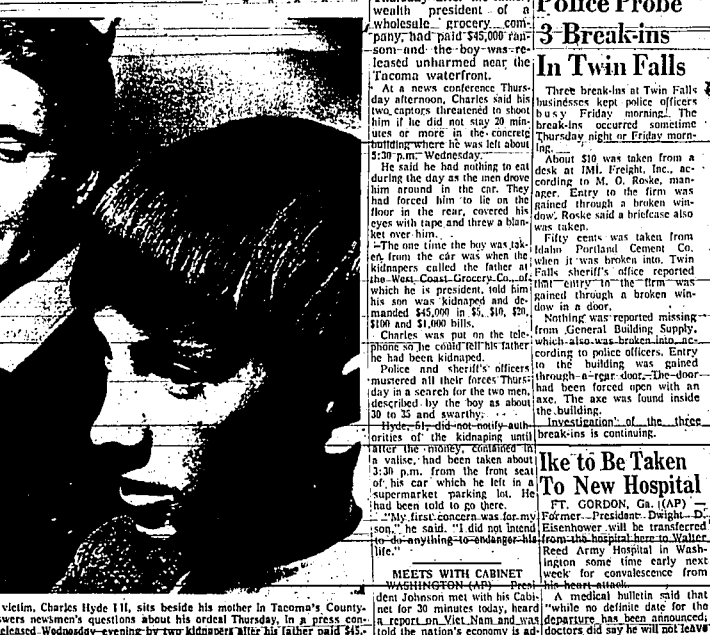 wealth president of a
wholesale grocery com-
pany, had paid $45,000 ran-
som and the boy was re-
leased unharmed near the
Tacoma waterfront.
At a news conference Thurs-
day afternoon, Charles said his
two captors threatened to shoot
him if he did not stay 20 min-
utes or more in the concrete
building where he was left about
5:30 p.m. Wednesday.
He said he had nothing to eat
during the day as the men drove
him around in the car. They
had forced him to lie on the
floor in the rear, covered his
eyes with tape and threw a blan-
ket over him.
The one time the boy was tak-
en from the car was when the
kidnapers called the father at
the West Coast Grocery Co., of
which he is president, told him
his son was kidnaped and de-
manded $45,000 in $5, $10, $20,
$100 and $1,000 bills.
Charles was put on the tele-
phone so he could tell his father
he had been kidnaped.
Police and sheriff's officers
mustered all their forces Thurs-
day in a search for the two men,
described by the boy as about
30 to 35 and swarthy.
Hyde, 51, did not notify auth-
orities of the kidnaping until
after the money, contained in
a valise, had been taken about
3:30 p.m. from the front seat
of his car which he left in a
supermarket parking lot. He
had been told to go there.
"My first concern was for my
son," he said. "I did not intend
to do anything to endanger his
life."
MEETS WITH CABINET
WASHINGTON (AP) — Presi-
dent Johnson met with his Cabi-
net for 30 minutes today, heard
a report on Viet Nam and was
told the nation's economy is ad-
Police Probe
3 Break-ins
In Twin Falls
Three break-ins at Twin Falls
businesses kept police officers
busy Friday morning. The
break-ins occurred sometime
Thursday night or Friday morn-
ing.
About $10 was taken from a
desk at IML Freight, Inc., ac-
cording to M. O. Roske, man-
ager. Entry to the firm was
gained through a broken win-
dow. Roske said a briefcase also
was taken.
Fifty cents was taken from
Idaho Portland Cement Co.
when it was broken into. Twin
Falls sheriff's office reported
that entry to the firm was
gained through a broken win-
dow in a door.
Nothing was reported missing
from General Building Supply,
which also was broken into, ac-
cording to police officers. Entry
to the building was gained
through a rear door. The door
had been forced open with an
axe. The axe was found inside
the building.
Investigation of the three
break-ins is continuing.
Ike to Be Taken
To New Hospital
FT. GORDON, Ga. (AP) —
Former President Dwight D.
Eisenhower will be transferred
from the hospital here to Walter
Reed Army Hospital in Wash-
ington some time early next
week for convalescence from
his heart attack.
A medical bulletin said that
"while no definite date for the
departure has been announced,
doctors did say he will not leave
victim, Charles Hyde III, sits beside his mother in Tacoma's County-
swers newsmen's questions about his ordeal Thursday, in a press con-
eleased Wednesday evening by two kidnapers after his father paid $45,